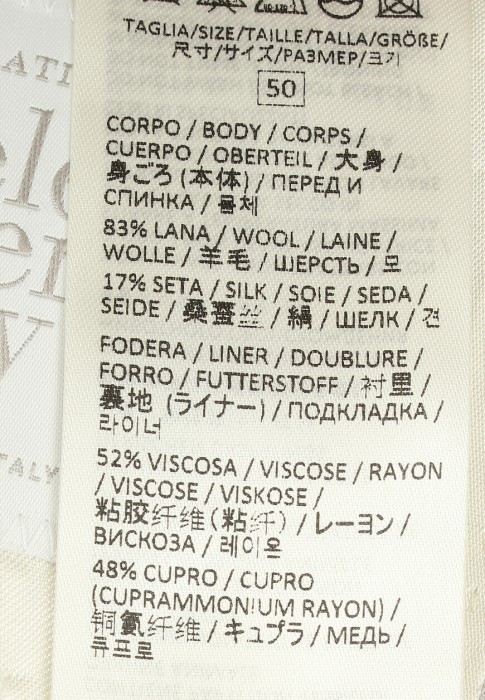 TAGLIA/SIZE/TAILLE/TALLA/GRÖßE/
尺寸/サイズ/РАЗМЕР/크기
50
CORPO / BODY / CORPS /
CUERPO / OBERTEIL / 大身 /
身ごろ (本体) / ПЕРЕД И
СПИНКА / 몸체
83% LANA / WOOL / LAINE /
WOLLE / 羊毛 / ШЕРСТЬ / 모
17% SETA / SILK / SOIE / SEDA /
SEIDE / 桑蚕丝 / 絹 / ШЕЛК / 견
FODERA / LINER / DOUBLURE /
FORRO / FUTTERSTOFF / 衬里 /
裏地 (ライナー) / ПОДКЛАДКА /
라이너
52% VISCOSA / VISCOSE / RAYON
/ VISCOSE / VISKOSE /
粘胶纤维(粘纤) / レーヨン /
ВИСКОЗА / 레이온
48% CUPRO / CUPRO
(CUPRAMMONIUM RAYON) /
铜氨纤维 / キュプラ / МЕДЬ /
큐프로
TALY